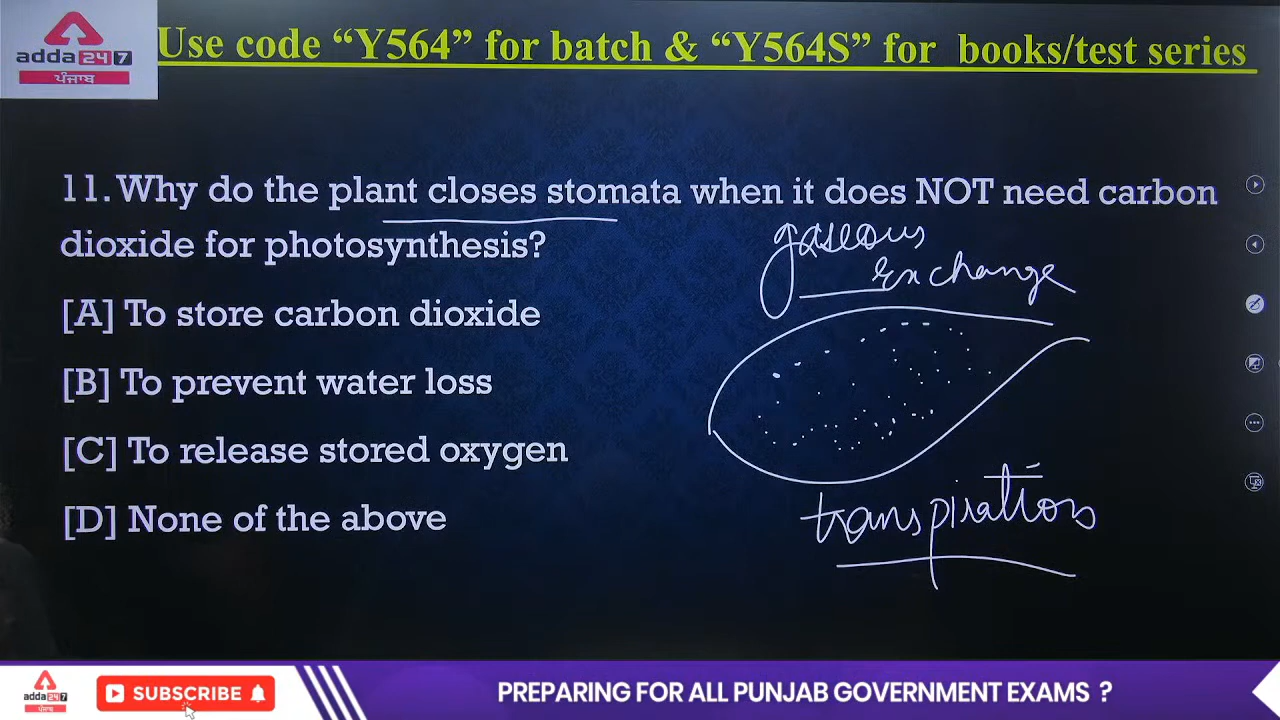 Use code “Y564” for batch & “Y564S” for books/test series
adda247
ਪੰਜਾਬ
11. Why do the plant closes stomata when it does NOT need carbon
dioxide for photosynthesis?
gaseous
exchange
[A] To store carbon dioxide
[B] To prevent water loss
[C] To release stored oxygen
[D] None of the above
transpiration
adda247
ਪੰਜਾਬ
SUBSCRIBE
PREPARING FOR ALL PUNJAB GOVERNMENT EXAMS ?